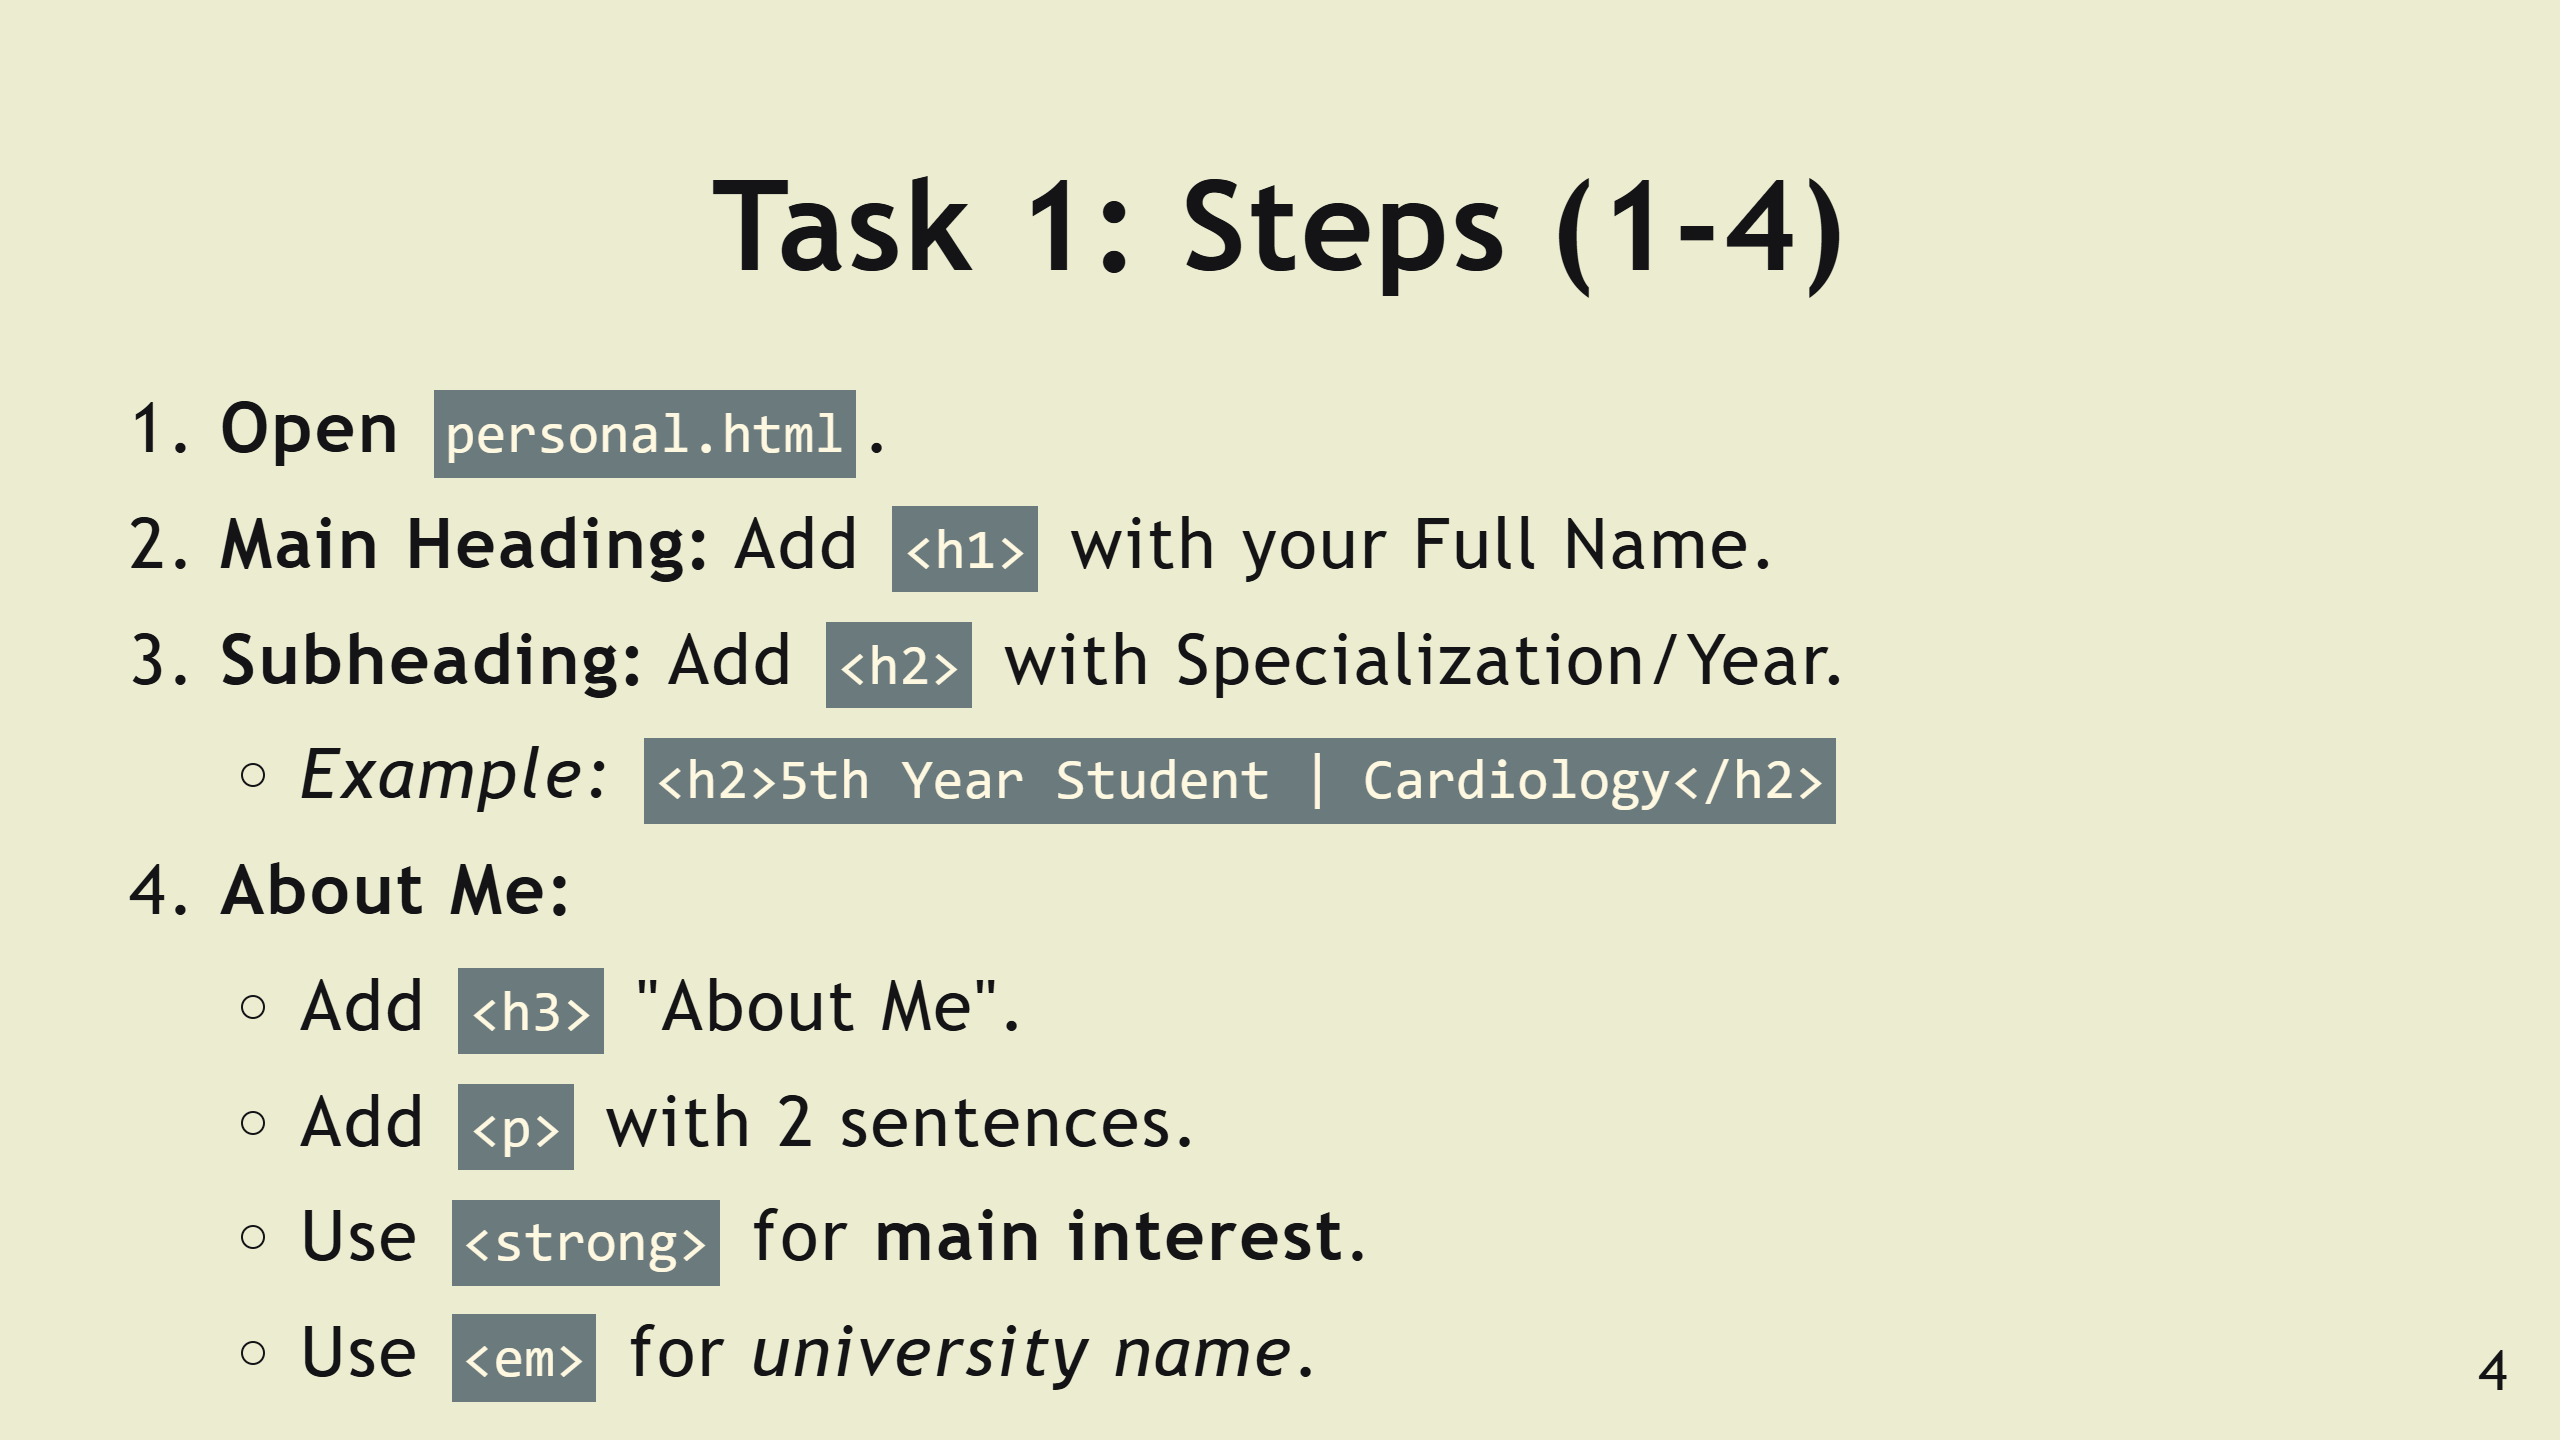 Task 1: Steps (1-4)
1. Open personal.html.
2. Main Heading: Add <h1> with your Full Name.
3. Subheading: Add <h2> with Specialization/Year.
○ Example: <h2>5th Year Student | Cardiology</h2>
4. About Me:
○ Add <h3> "About Me".
○ Add <p> with 2 sentences.
○ Use <strong> for main interest.
○ Use <em> for university name.
4